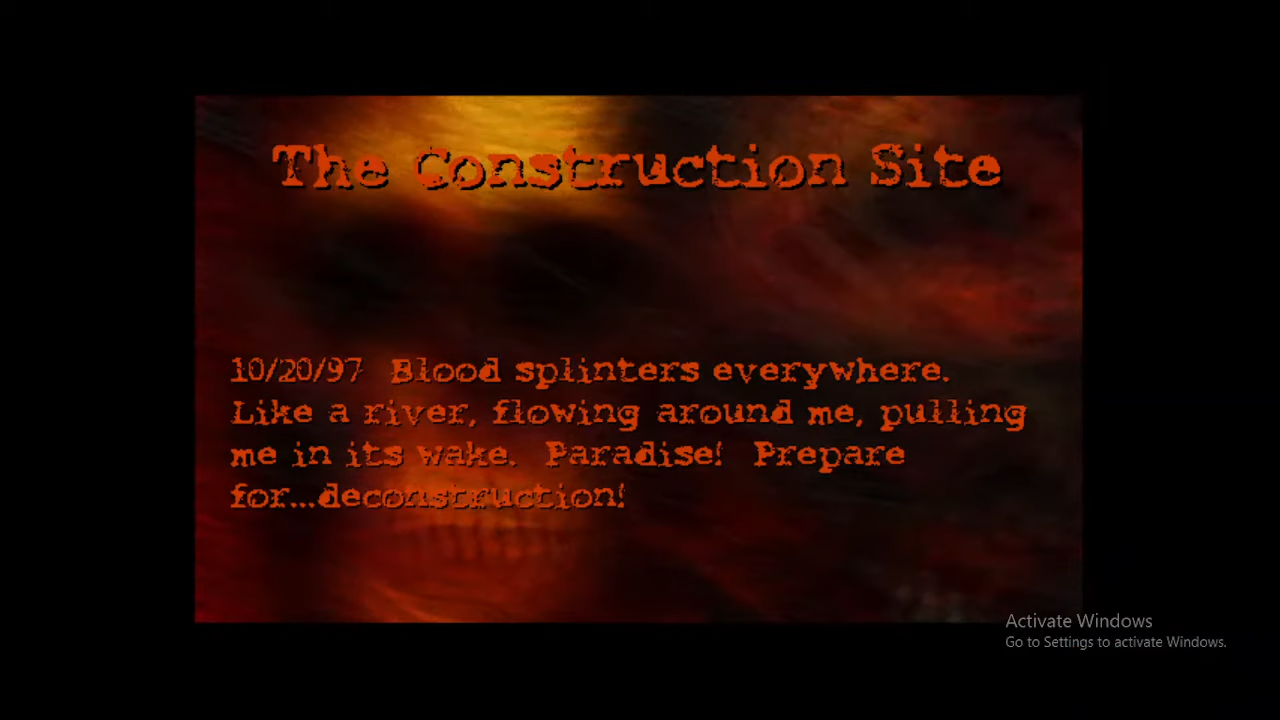 The Construction Site
10/20/97 Blood splinters everywhere.
Like a river, flowing around me, pulling
me in its wake. Paradise! Prepare
for...deconstruction!
Activate Windows
Go to Settings to activate Windows.